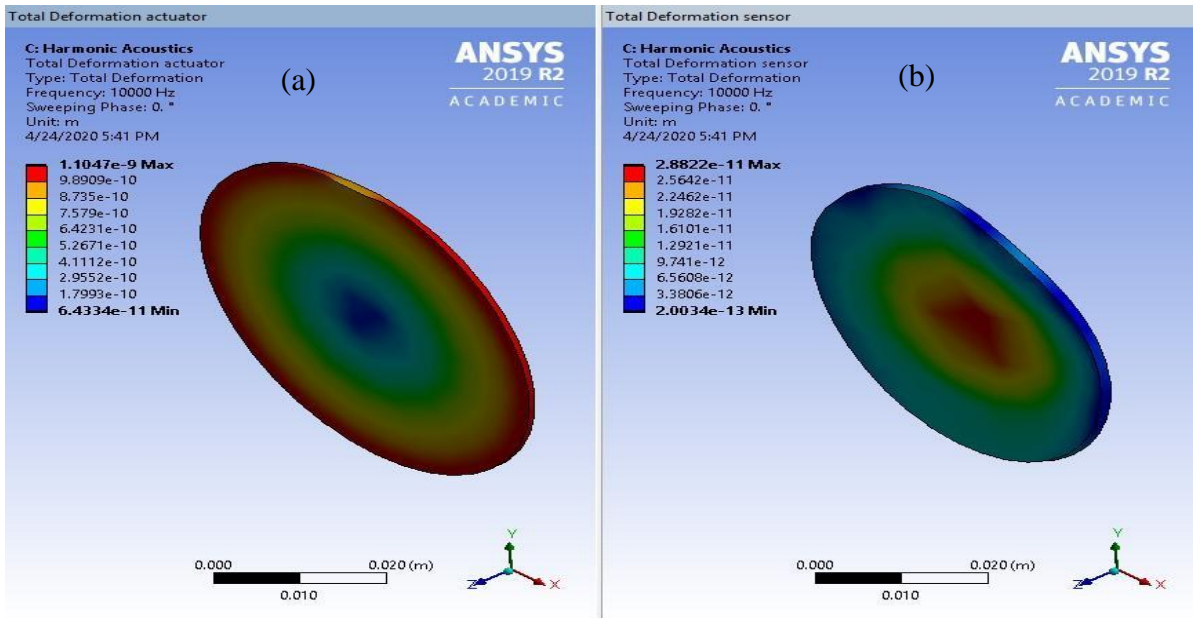 Total Deformation actuator
C: Harmonic Acoustics
Total Deformation actuator
Type: Total Deformation
Frequency: 10000 Hz
Sweeping Phase: 0. °
Unit: m
4/24/2020 5:41 PM
(a)
ANSYS
2019 R2
ACADEMIC
1.1047e-9 Max
9.8909e-10
8.735e-10
7.579e-10
6.4231e-10
5.2671e-10
4.1112e-10
2.9552e-10
1.7993e-10
6.4334e-11 Min
0.000
0.020 (m)
0.010
Y
Z
X
Total Deformation sensor
C: Harmonic Acoustics
Total Deformation sensor
Type: Total Deformation
Frequency: 10000 Hz
Sweeping Phase: 0. °
Unit: m
4/24/2020 5:41 PM
(b)
ANSYS
2019 R2
ACADEMIC
2.8822e-11 Max
2.5642e-11
2.2462e-11
1.9282e-11
1.6101e-11
1.2921e-11
9.741e-12
6.5608e-12
3.3806e-12
2.0034e-13 Min
0.000
0.020 (m)
0.010
Y
Z
X